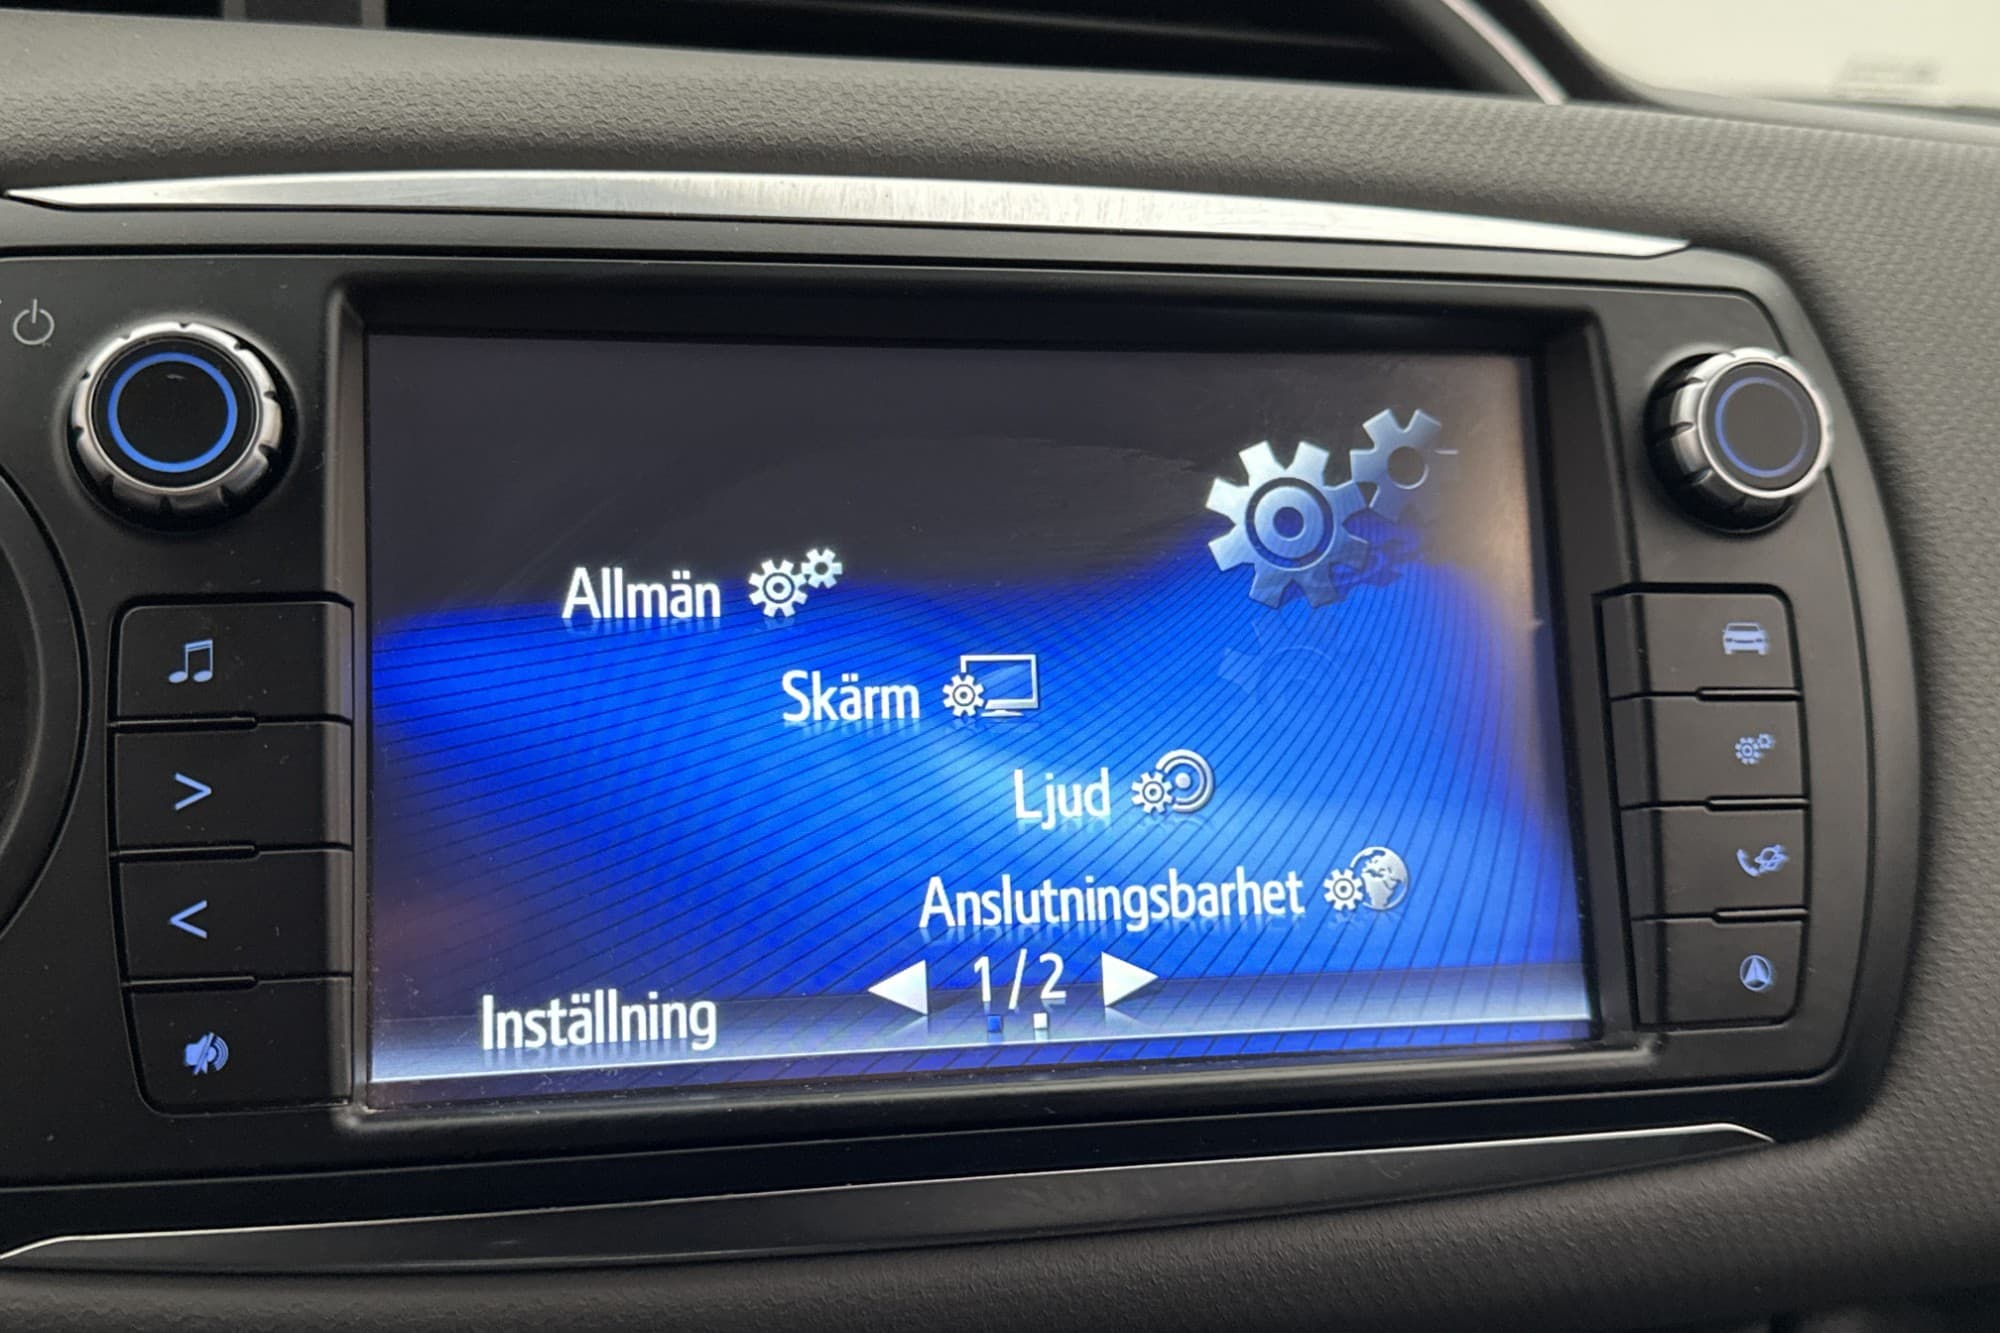 Allmän
Skärm
Ljud
Anslutningsbarhet
Inställning
1/2